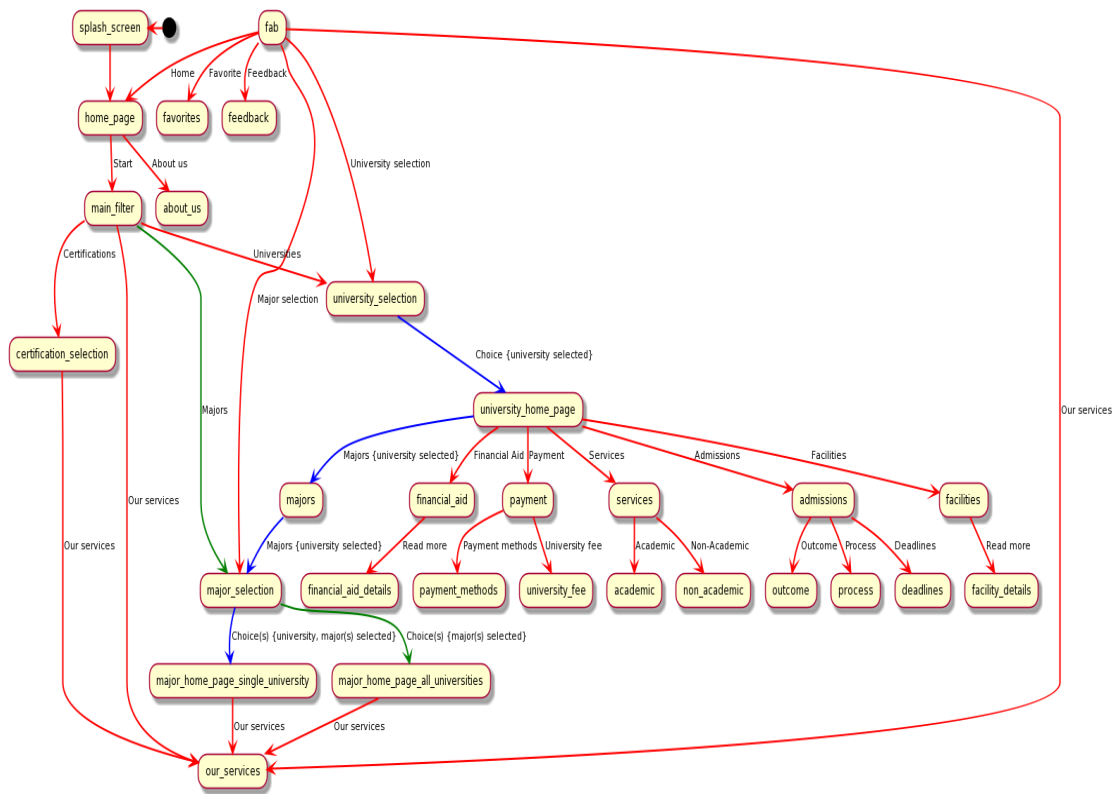 splash_screen
fab
Home
Favorite
Feedback
home_page
favorites
feedback
Start
About us
University selection
main_filter
about_us
Certifications
Universities
Major selection
university_selection
certification_selection
Choice {university selected}
university_home_page
Majors
Our services
Majors {university selected}
Financial Aid
Payment
Services
Admissions
Facilities
Our services
majors
financial_aid
payment
services
admissions
facilities
Our services
Majors {university selected}
Read more
Payment methods
University fee
Academic
Non-Academic
Outcome
Process
Deadlines
Read more
major_selection
financial_aid_details
payment_methods
university_fee
academic
non_academic
outcome
process
deadlines
facility_details
Choice(s) {university, major(s) selected}
Choice(s) {major(s) selected}
major_home_page_single_university
major_home_page_all_universities
Our services
Our services
our_services